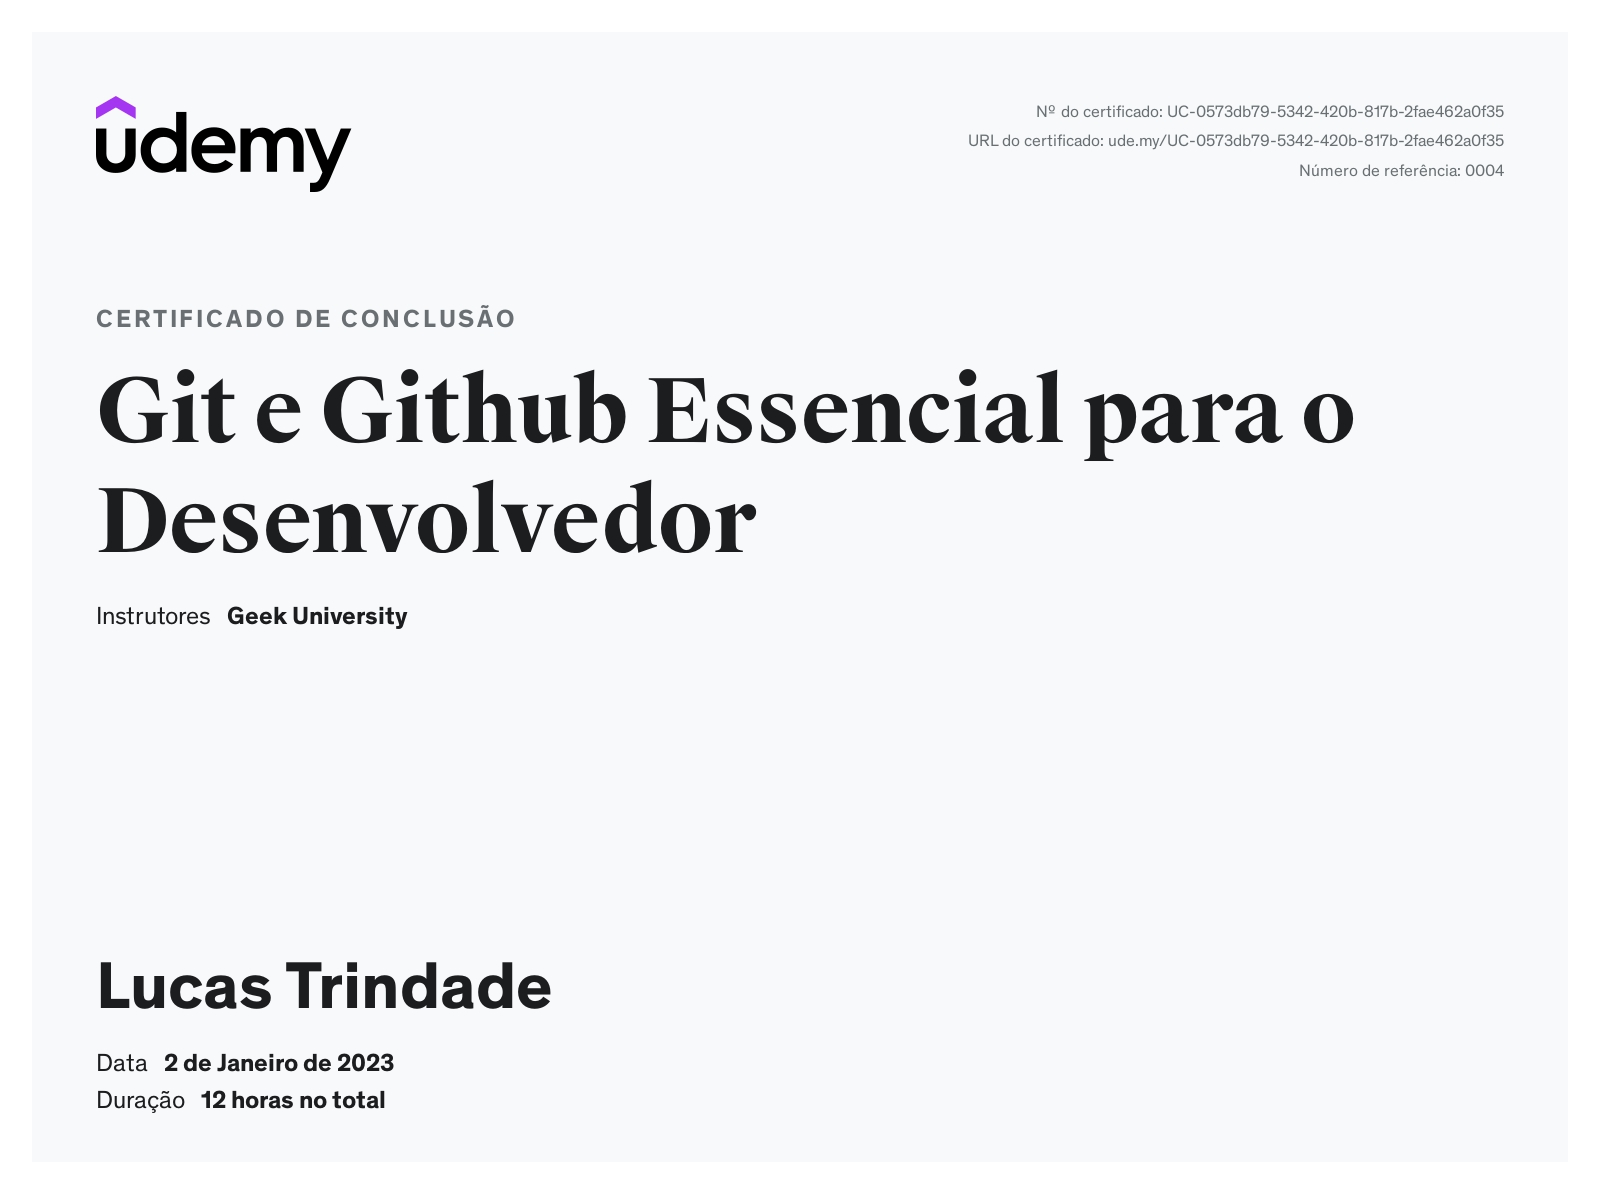 udemy
Nº do certificado: UC-0573db79-5342-420b-817b-2fae462a0f35
URL do certificado: ude.my/UC-0573db79-5342-420b-817b-2fae462a0f35
Número de referência: 0004
CERTIFICADO DE CONCLUSÃO
Git e Github Essencial para o
Desenvolvedor
Instrutores Geek University
Lucas Trindade
Data 2 de Janeiro de 2023
Duração 12 horas no total